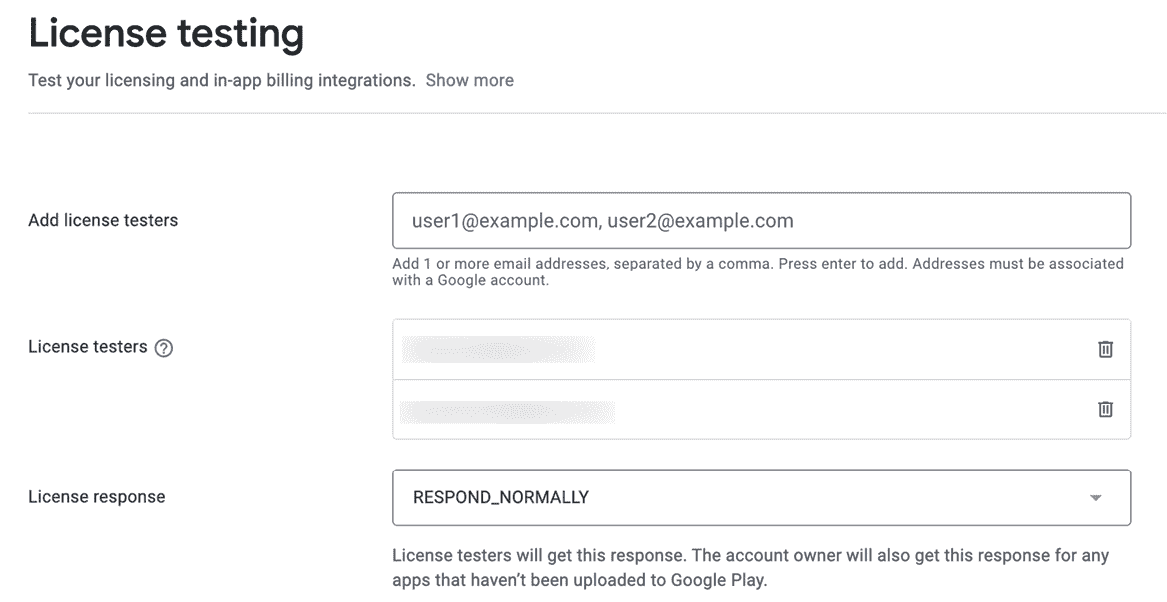 License testing
Test your licensing and in-app billing integrations. Show more
Add license testers
user1@example.com, user2@example.com
Add 1 or more email addresses, separated by a comma. Press enter to add. Addresses must be associated
with a Google account.
License testers ?
License response
RESPOND_NORMALLY
License testers will get this response. The account owner will also get this response for any
apps that haven’t been uploaded to Google Play.